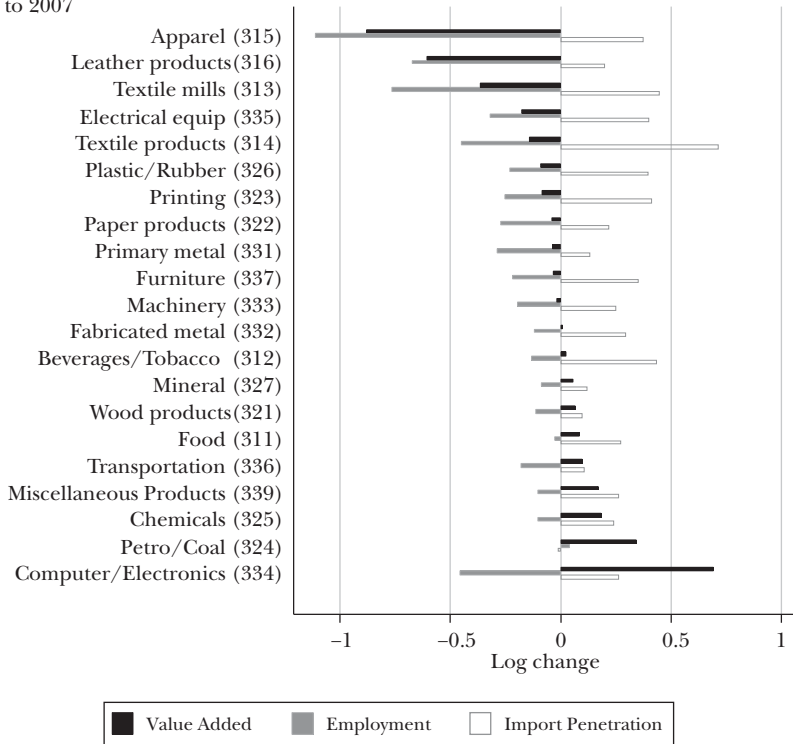 to 2007
Apparel (315)
Leather products(316)
Textile mills (313)
Electrical equip (335)
Textile products (314)
Plastic/Rubber (326)
Printing (323)
Paper products (322)
Primary metal (331)
Furniture (337)
Machinery (333)
Fabricated metal (332)
Beverages/Tobacco (312)
Mineral (327)
Wood products(321)
Food (311)
Transportation (336)
Miscellaneous Products (339)
Chemicals (325)
Petro/Coal (324)
Computer/Electronics (334)
−1 −0.5 0 0.5 1
Log change
Value Added Employment Import Penetration